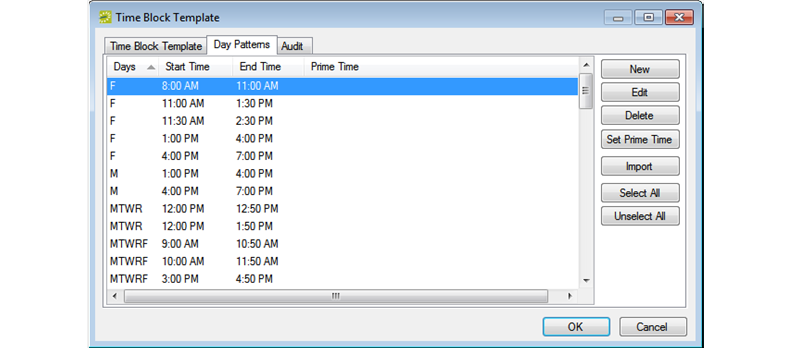 Time Block Template
Time Block Template Day Patterns Audit
Days Start Time End Time Prime Time
F 8:00 AM 11:00 AM
F 11:00 AM 1:30 PM
F 11:30 AM 2:30 PM
F 1:00 PM 4:00 PM
F 4:00 PM 7:00 PM
M 1:00 PM 4:00 PM
M 4:00 PM 7:00 PM
MTWR 12:00 PM 12:50 PM
MTWR 12:00 PM 1:50 PM
MTWRF 9:00 AM 10:50 AM
MTWRF 10:00 AM 11:50 AM
MTWRF 3:00 PM 4:50 PM
New
Edit
Delete
Set Prime Time
Import
Select All
Unselect All
OK Cancel